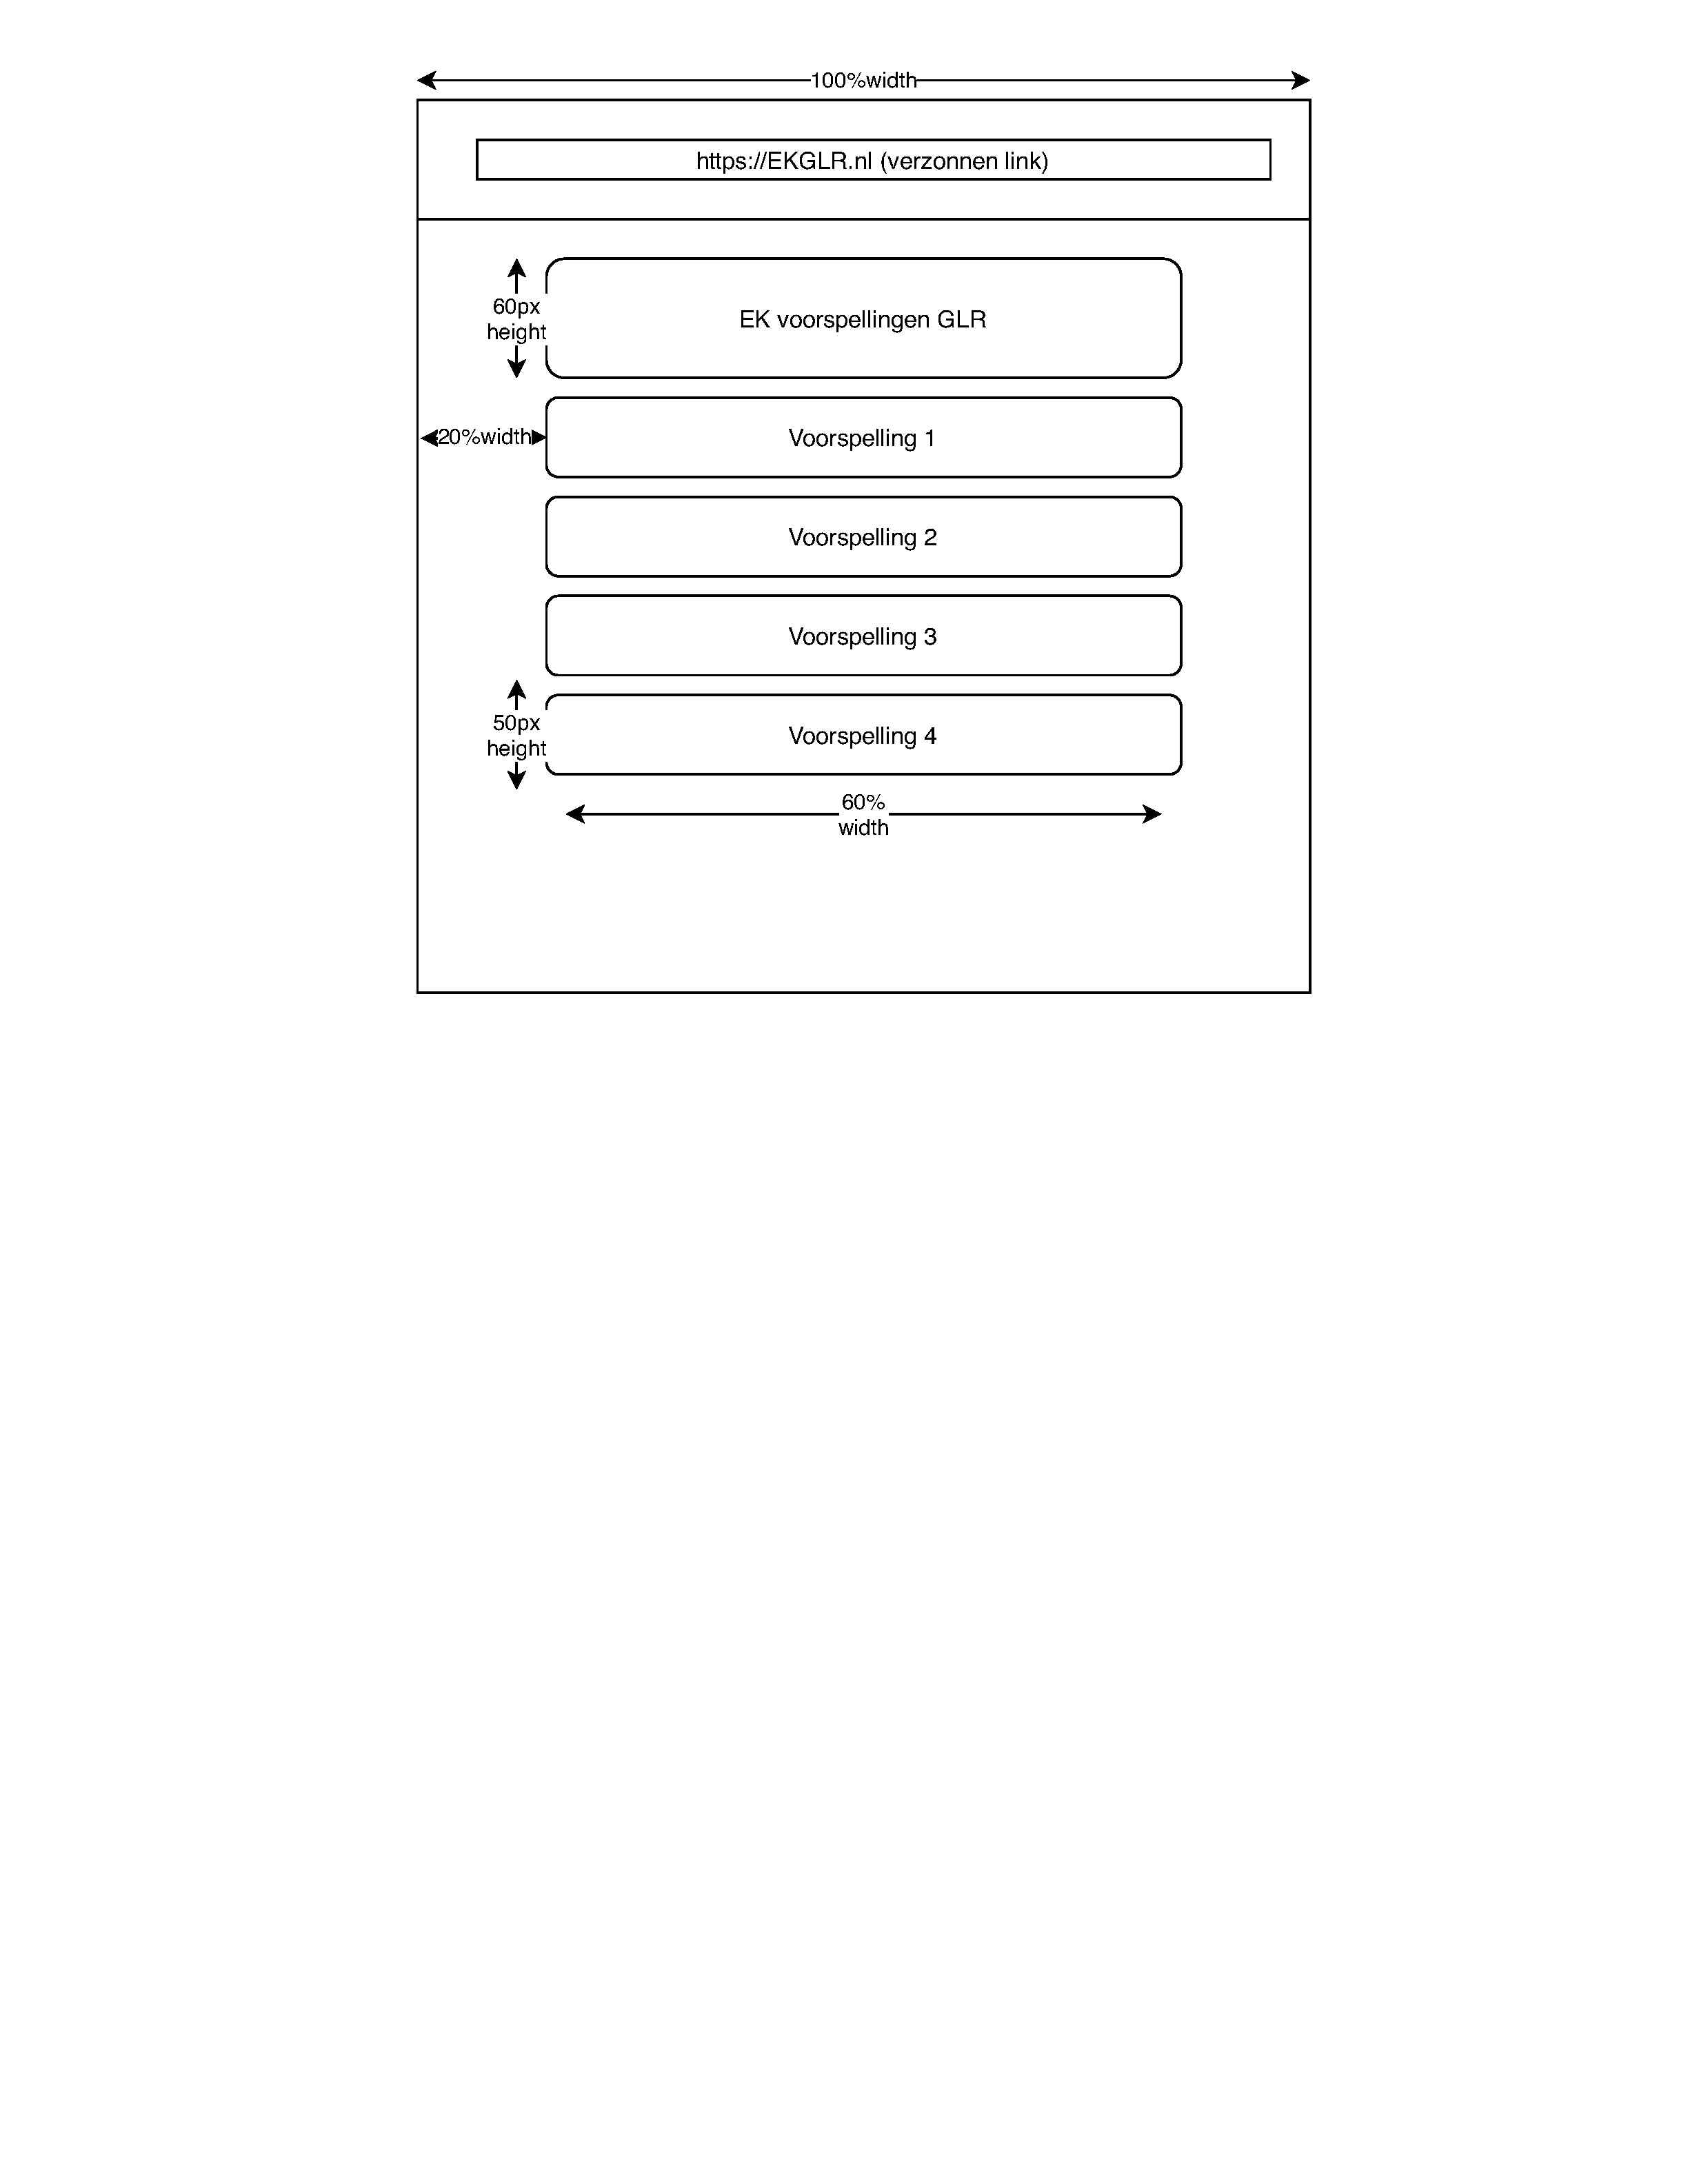 100%width
https://EKGLR.nl (verzonnen link)
60px
height
EK voorspellingen GLR
20%width
Voorspelling 1
Voorspelling 2
Voorspelling 3
50px
height
Voorspelling 4
60%
width